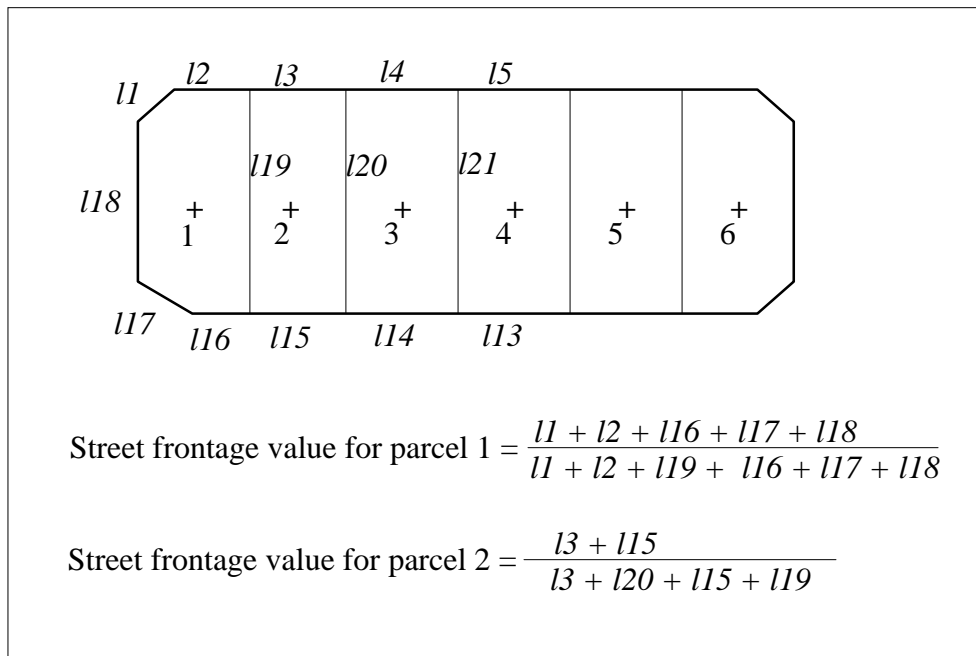 l1 l2 l3 l4 l5
l18 l19 l20 l21
+ + + + + +
1 2 3 4 5 6
l17 l16 l15 l14 l13
Street frontage value for parcel 1 = l1 + l2 + l16 + l17 + l18
l1 + l2 + l19 + l16 + l17 + l18
Street frontage value for parcel 2 = l3 + l15
l3 + l20 + l15 + l19